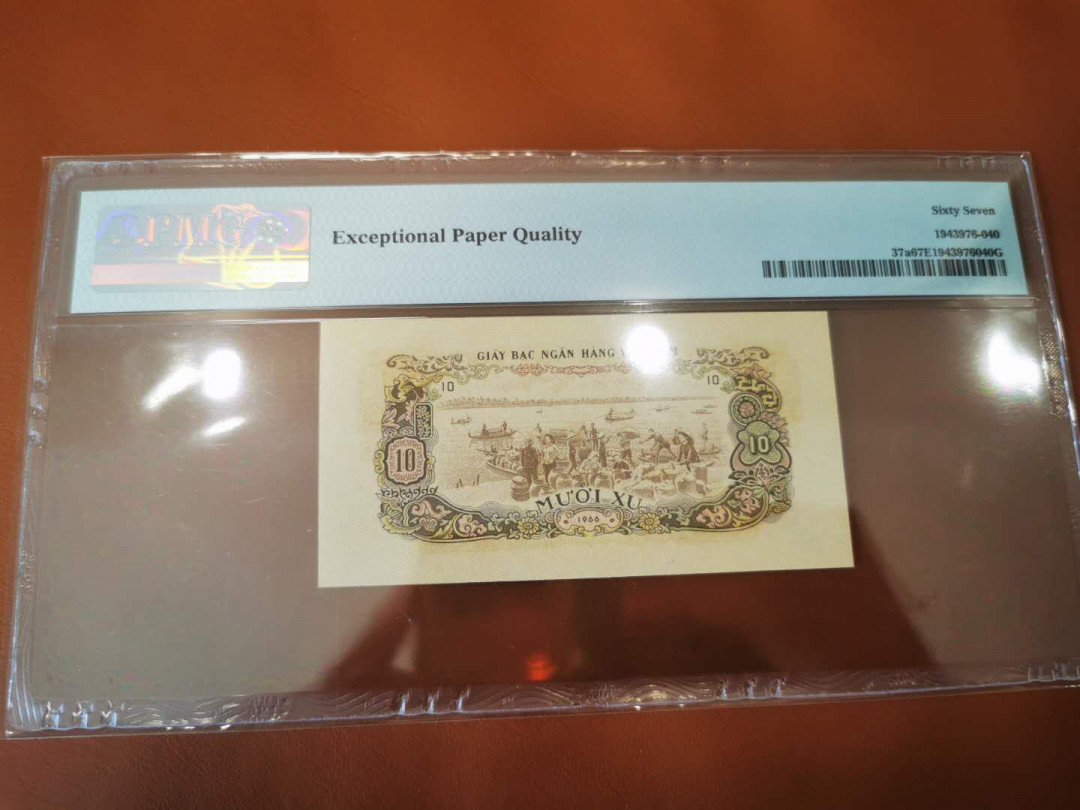 PMG
Exceptional Paper Quality
Sixty Seven
1943976-040
37a67E1943976040G
GIẤY BẠC NGÂN HÀNG
10
10
10
10
MƯỜI XU
1966